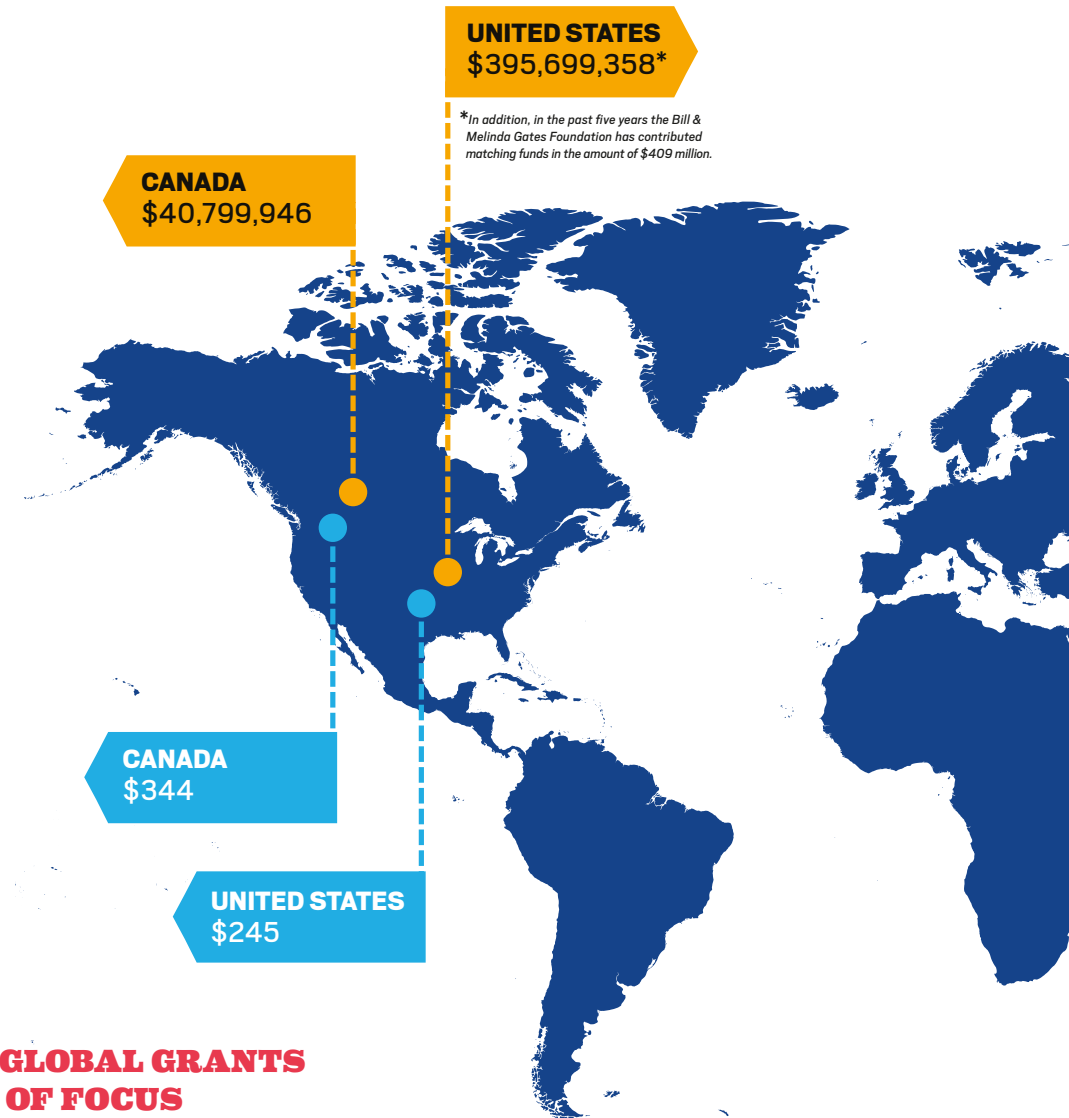 UNITED STATES
$395,699,358*
*In addition, in the past five years the Bill &
Melinda Gates Foundation has contributed
matching funds in the amount of $409 million.
CANADA
$40,799,946
CANADA
$344
UNITED STATES
$245
GLOBAL GRANTS
OF FOCUS